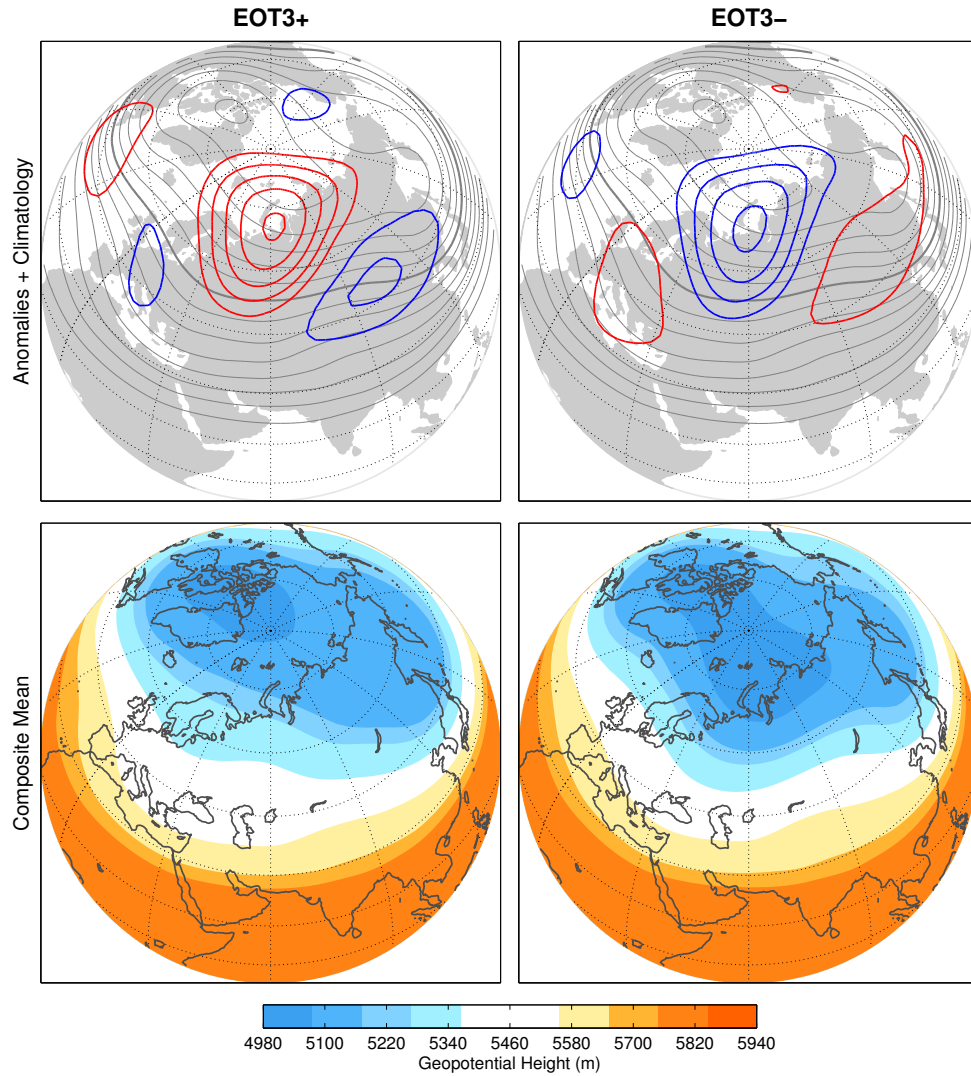 EOT3+ EOT3−
Anomalies + Climatology
Composite Mean
4980 5100 5220 5340 5460 5580 5700 5820 5940
Geopotential Height (m)